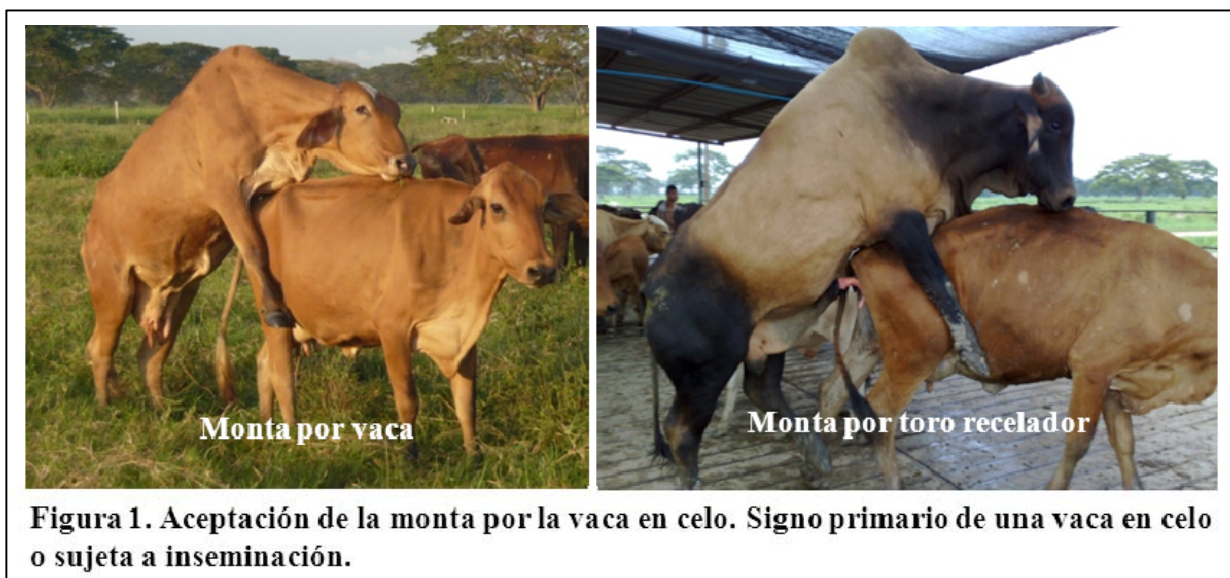 Monta por vaca
Monta por toro recelador
Figura 1. Aceptación de la monta por la vaca en celo. Signo primario de una vaca en celo
o sujeta a inseminación.